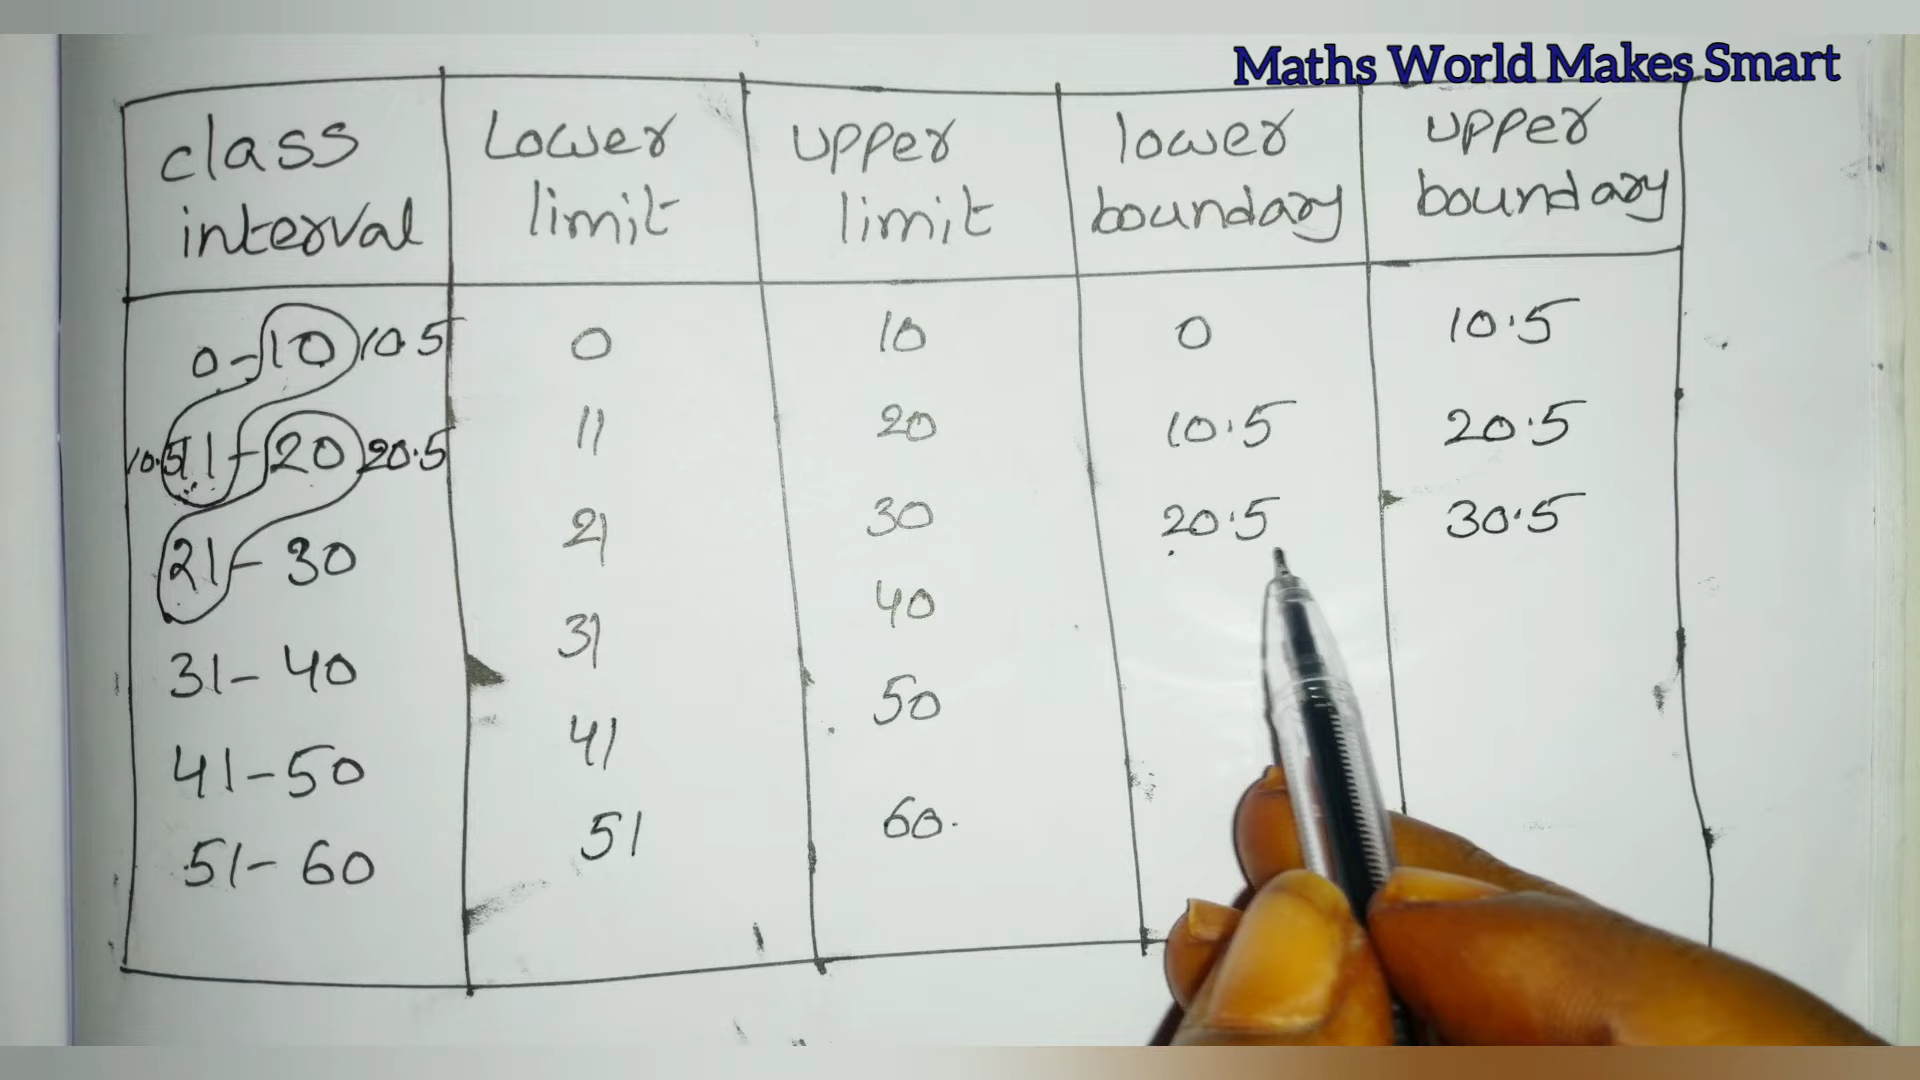 Maths World Makes Smart
class interval Lower limit upper limit lower boundary upper boundary
0-10 10.5 0 10 0 10.5
10.5 11-20 20.5 11 20 10.5 20.5
21-30 21 30 20.5 30.5
31-40 31 40
41-50 41 50
51-60 51 60.